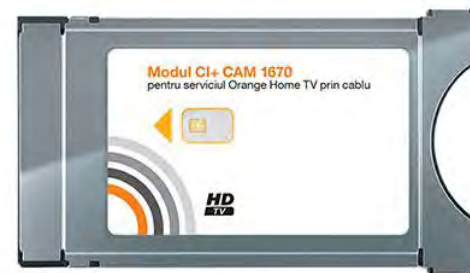 Modul CI+ CAM 1670
pentru serviciul Orange Home TV prin cablu
HD
TV